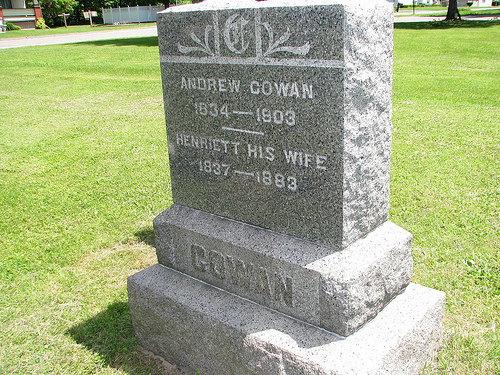 C
ANDREW COWAN
1834—1903
HENRIETT HIS WIFE
1837—1883
COWAN